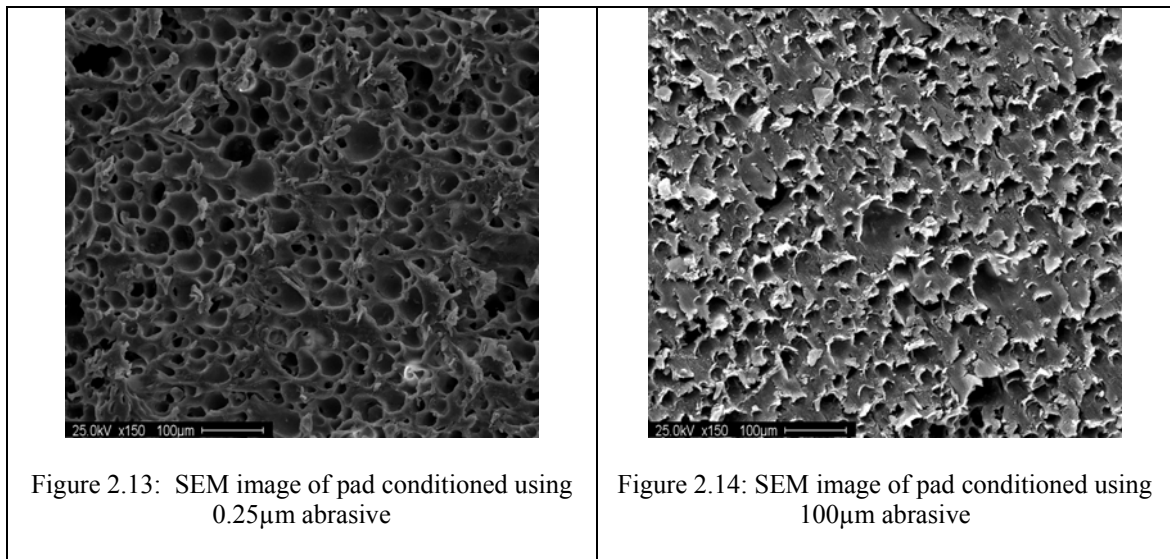 25.0kV x150 100µm
25.0kV x150 100µm
Figure 2.13: SEM image of pad conditioned using
0.25µm abrasive
Figure 2.14: SEM image of pad conditioned using
100µm abrasive